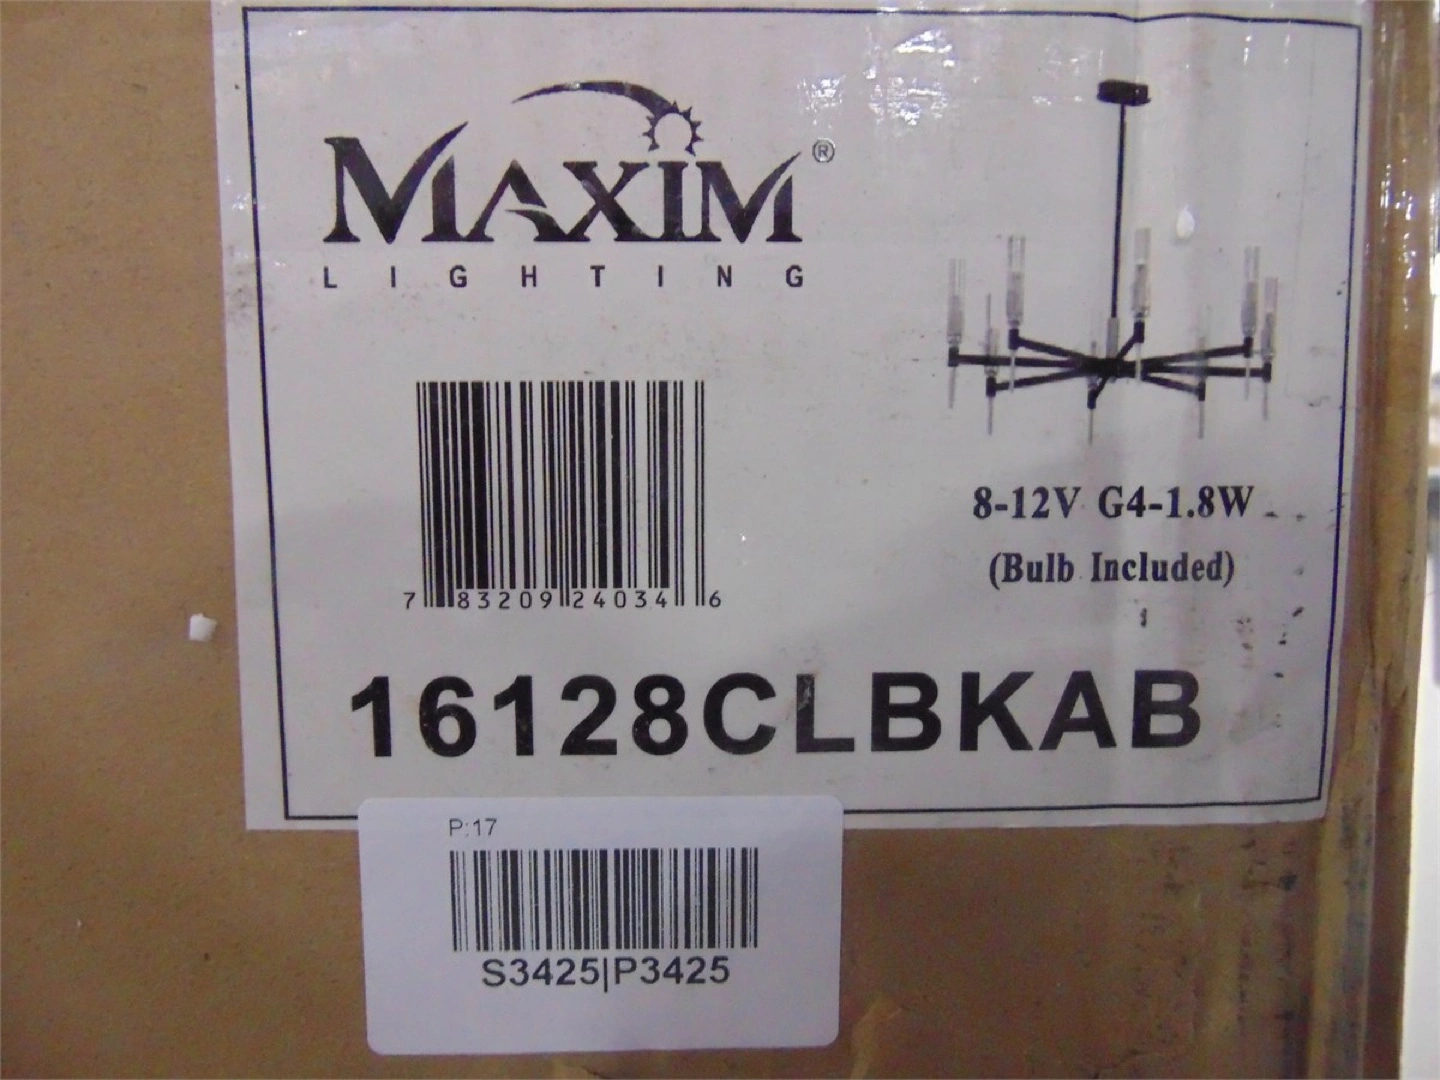 MAXIM®
LIGHTING
7 83209 24034 6
8-12V G4-1.8W
(Bulb Included)
16128CLBKAB
P:17
S3425|P3425